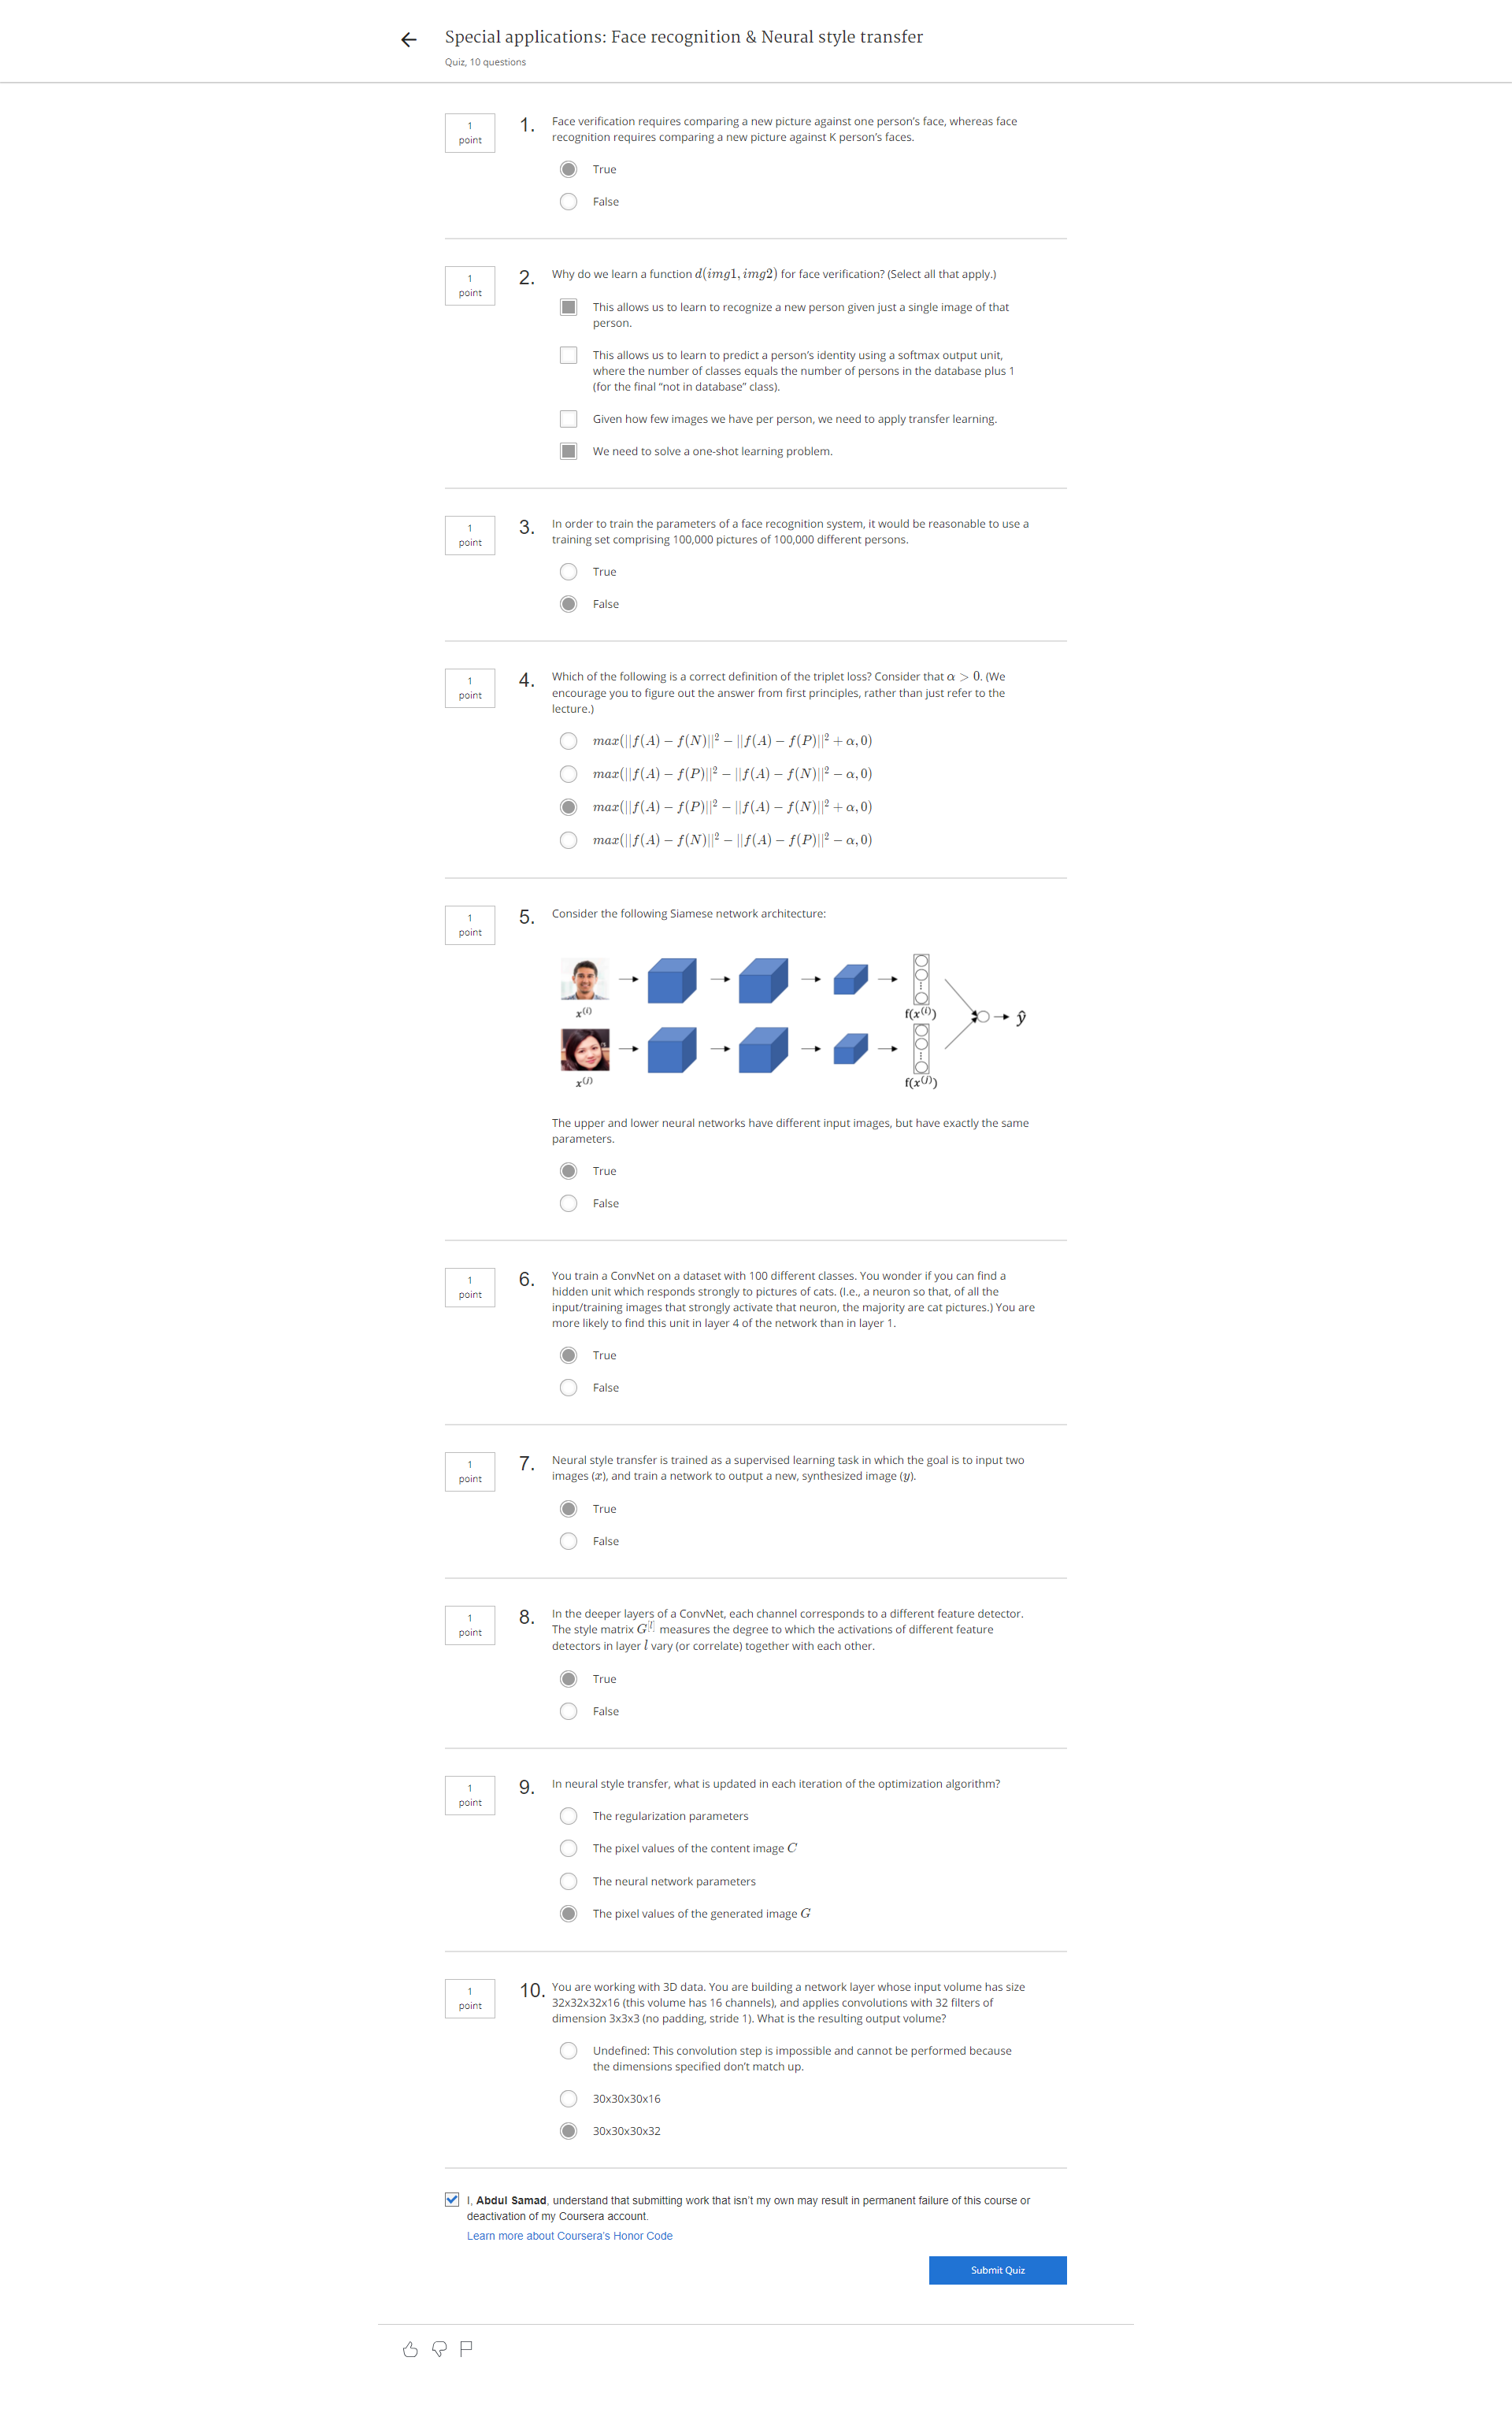 Special applications: Face recognition & Neural style transfer
Quiz, 10 questions
1
point
1.
Face verification requires comparing a new picture against one person's face, whereas face
recognition requires comparing a new picture against K person's faces.
True
False
1
point
2.
Why do we learn a function d(img1, img2) for face verification? (Select all that apply.)
This allows us to learn to recognize a new person given just a single image of that
person.
This allows us to learn to predict a person's identity using a softmax output unit,
where the number of classes equals the number of persons in the database plus 1
(for the final “not in database” class).
Given how few images we have per person, we need to apply transfer learning.
We need to solve a one-shot learning problem.
1
point
3.
In order to train the parameters of a face recognition system, it would be reasonable to use a
training set comprising 100,000 pictures of 100,000 different persons.
True
False
1
point
4.
Which of the following is a correct definition of the triplet loss? Consider that α > 0. (We
encourage you to figure out the answer from first principles, rather than just refer to the
lecture.)
max(||f(A) − f(N)||² − ||f(A) − f(P)||² + α, 0)
max(||f(A) − f(P)||² − ||f(A) − f(N)||² − α, 0)
max(||f(A) − f(P)||² − ||f(A) − f(N)||² + α, 0)
max(||f(A) − f(N)||² − ||f(A) − f(P)||² − α, 0)
1
point
5.
Consider the following Siamese network architecture:
x⁽ⁱ⁾
f(x⁽ⁱ⁾)
ŷ
x⁽ʲ⁾
f(x⁽ʲ⁾)
The upper and lower neural networks have different input images, but have exactly the same
parameters.
True
False
1
point
6.
You train a ConvNet on a dataset with 100 different classes. You wonder if you can find a
hidden unit which responds strongly to pictures of cats. (I.e., a neuron so that, of all the
input/training images that strongly activate that neuron, the majority are cat pictures.) You are
more likely to find this unit in layer 4 of the network than in layer 1.
True
False
1
point
7.
Neural style transfer is trained as a supervised learning task in which the goal is to input two
images (x), and train a network to output a new, synthesized image (y).
True
False
1
point
8.
In the deeper layers of a ConvNet, each channel corresponds to a different feature detector.
The style matrix G^[l] measures the degree to which the activations of different feature
detectors in layer l vary (or correlate) together with each other.
True
False
1
point
9.
In neural style transfer, what is updated in each iteration of the optimization algorithm?
The regularization parameters
The pixel values of the content image C
The neural network parameters
The pixel values of the generated image G
1
point
10.
You are working with 3D data. You are building a network layer whose input volume has size
32x32x32x16 (this volume has 16 channels), and applies convolutions with 32 filters of
dimension 3x3x3 (no padding, stride 1). What is the resulting output volume?
Undefined: This convolution step is impossible and cannot be performed because
the dimensions specified don't match up.
30x30x30x16
30x30x30x32
I, Abdul Samad, understand that submitting work that isn't my own may result in permanent failure of this course or
deactivation of my Coursera account.
Learn more about Coursera's Honor Code
Submit Quiz